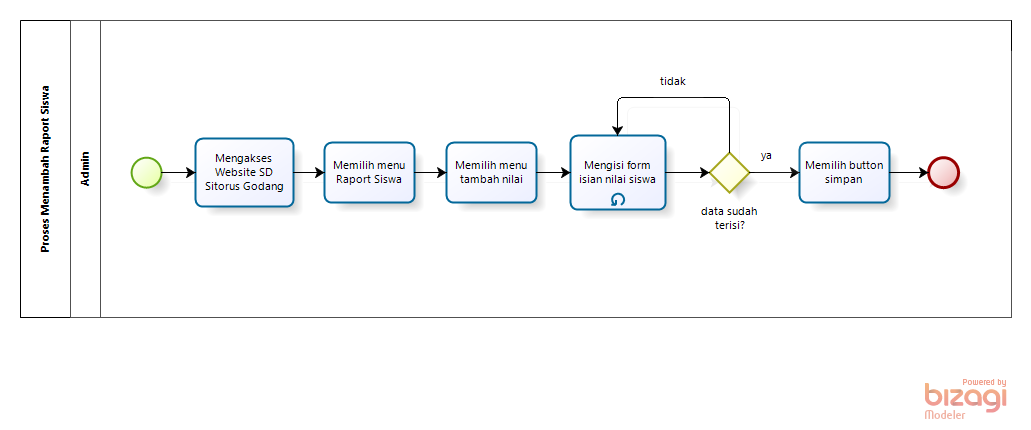 Proses Menambah Raport Siswa
Admin
Mengakses
Website SD
Sitorus Godang
Memilih menu
Raport Siswa
Memilih menu
tambah nilai
Mengisi form
isian nilai siswa
tidak
data sudah
terisi?
ya
Memilih button
simpan
Powered by
bizagi
Modeler